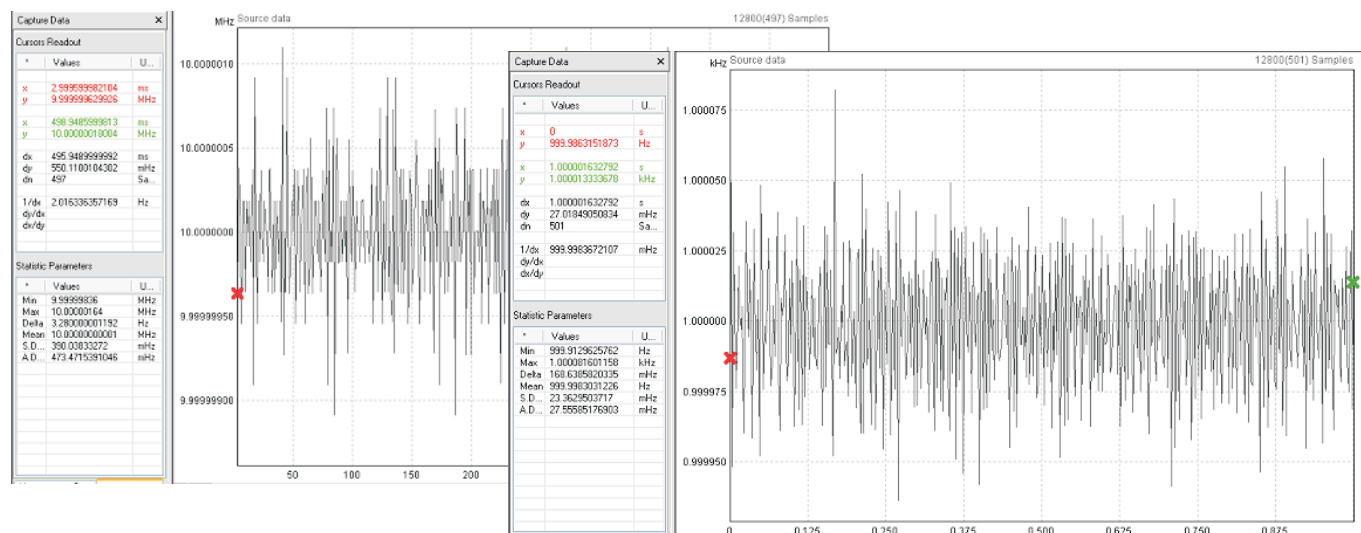 Capture Data ×
Cursors Readout
* Values U...
x 2.999599982104 ms
y 9.999999629926 MHz
x 498.9485999813 ms
y 10.00000018004 MHz
dx 495.9489999992 ms
dy 550.1100104302 mHz
dn 497 Sa...
1/dx 2.016336357169 Hz
dy/dx
dx/dy
Statistic Parameters
* Values U...
Min 9.99999836 MHz
Max 10.00000164 MHz
Delta 3.280000001192 Hz
Mean 10.00000000001 MHz
S.D... 390.03833272 mHz
A.D... 473.4715391046 mHz
MHz Source data 12800(497) Samples
10.0000010
10.0000005
10.0000000
9.99999950
9.99999900
50 100 150 200
Capture Data ×
Cursors Readout
* Values U...
x 0 s
y 999.9863151873 Hz
x 1.000001632792 s
y 1.000013333678 kHz
dx 1.000001632792 s
dy 27.01849050834 mHz
dn 501 Sa...
1/dx 999.9983672107 mHz
dy/dx
dx/dy
Statistic Parameters
* Values U...
Min 999.9129625762 Hz
Max 1.000081601158 kHz
Delta 168.6385820335 mHz
Mean 999.9983031226 Hz
S.D... 23.3629503717 mHz
A.D... 27.55585176903 mHz
kHz Source data 12800(501) Samples
1.000075
1.000050
1.000025
1.000000
0.999975
0.999950
0 0.125 0.250 0.375 0.500 0.625 0.750 0.875